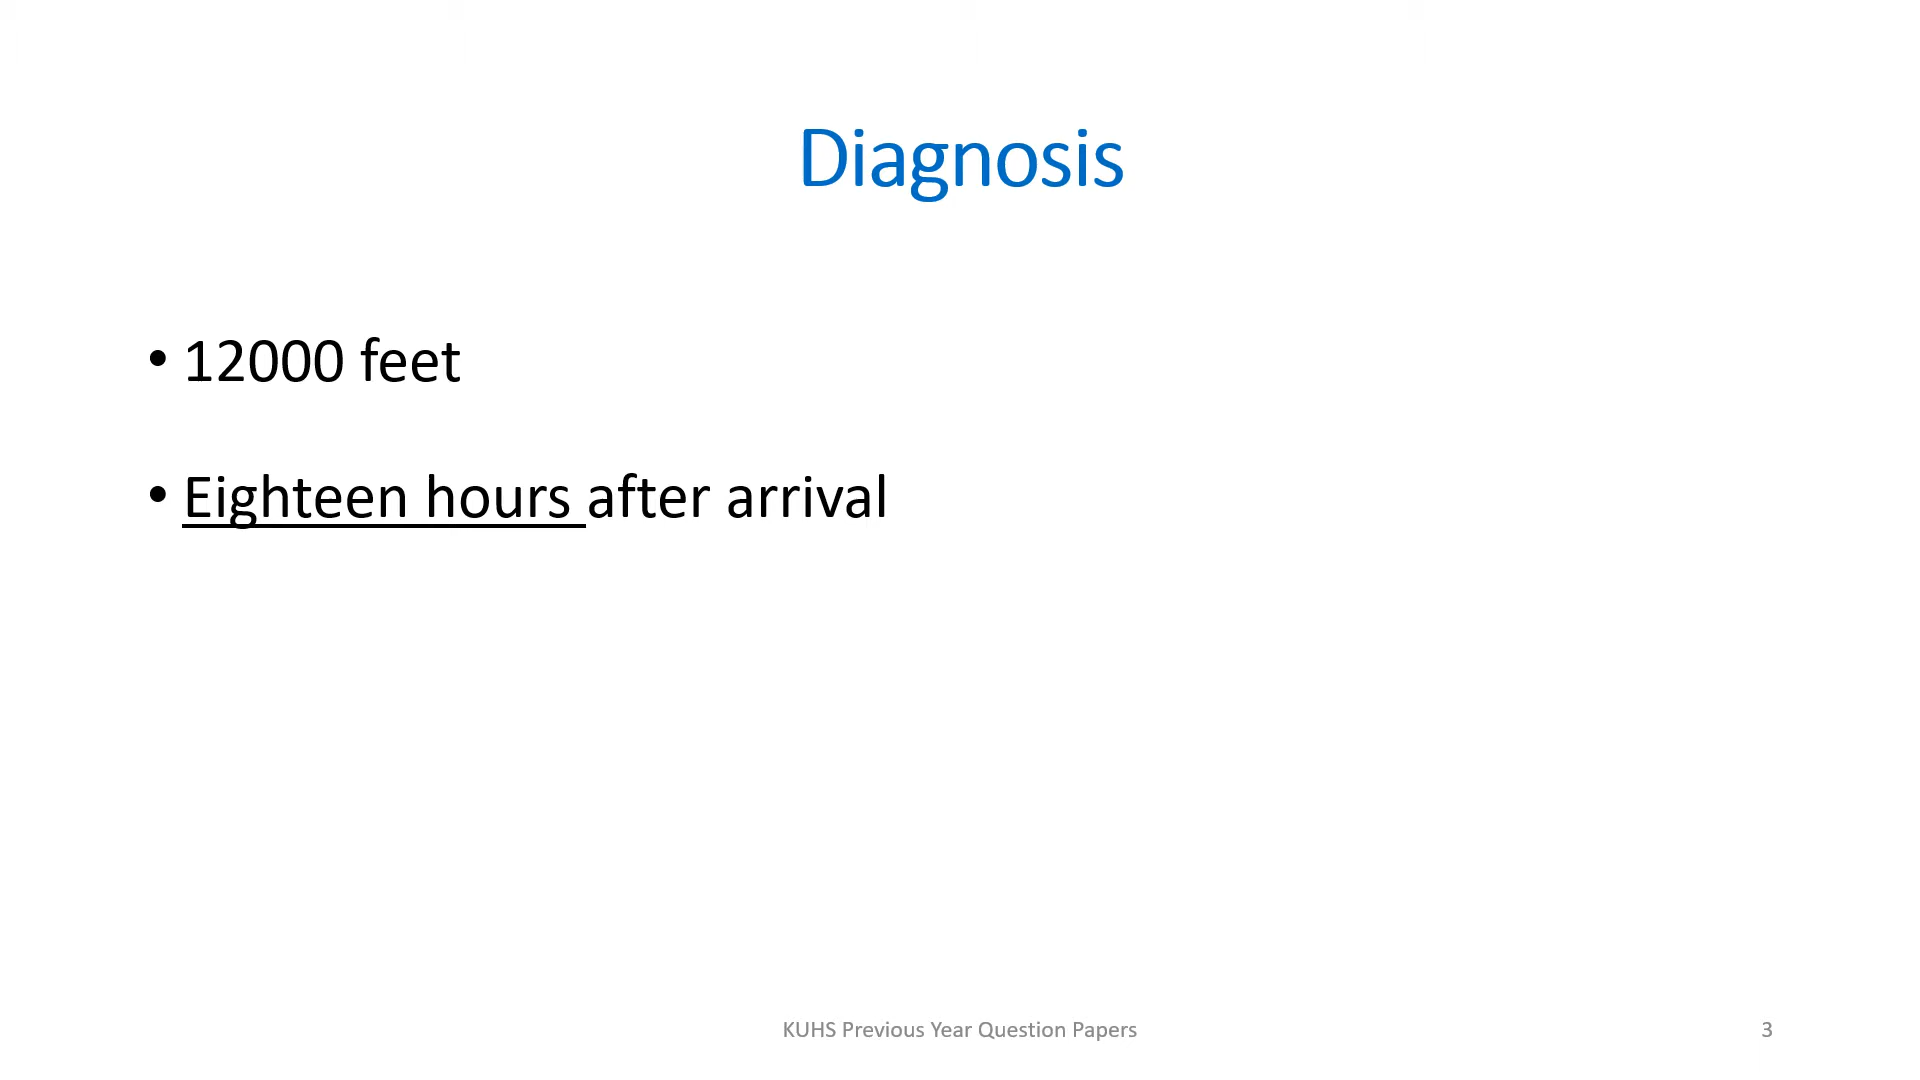 Diagnosis
• 12000 feet
• Eighteen hours after arrival
KUHS Previous Year Question Papers
3